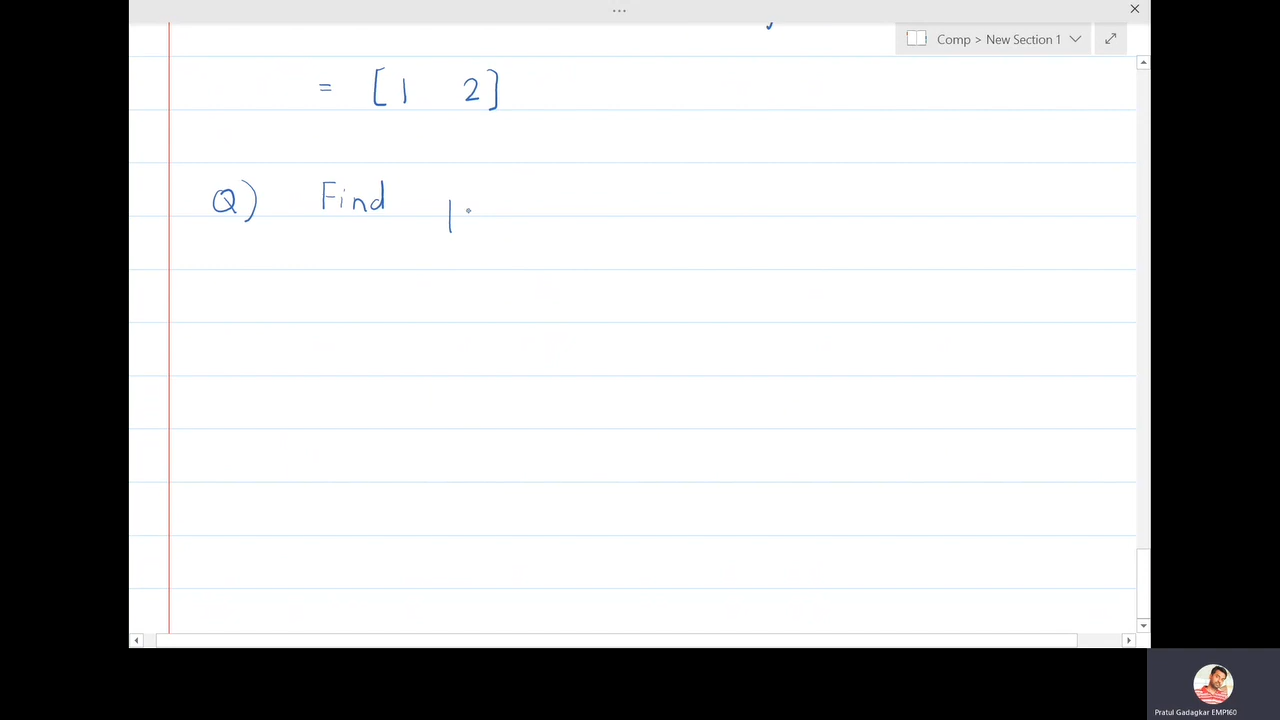 Comp > New Section 1
= [1 2]
Q) Find
Pratul Gadagkar EMP160